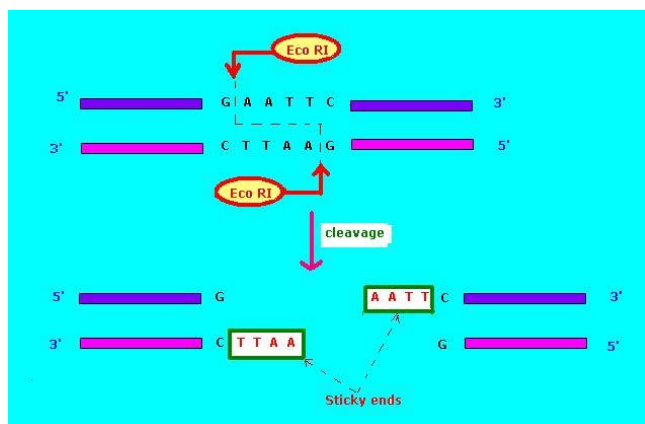 Eco RI
5' G A A T T C 3'
3' C T T A A G 5'
Eco RI
cleavage
5' G A A T T C 3'
3' C T T A A G 5'
Sticky ends